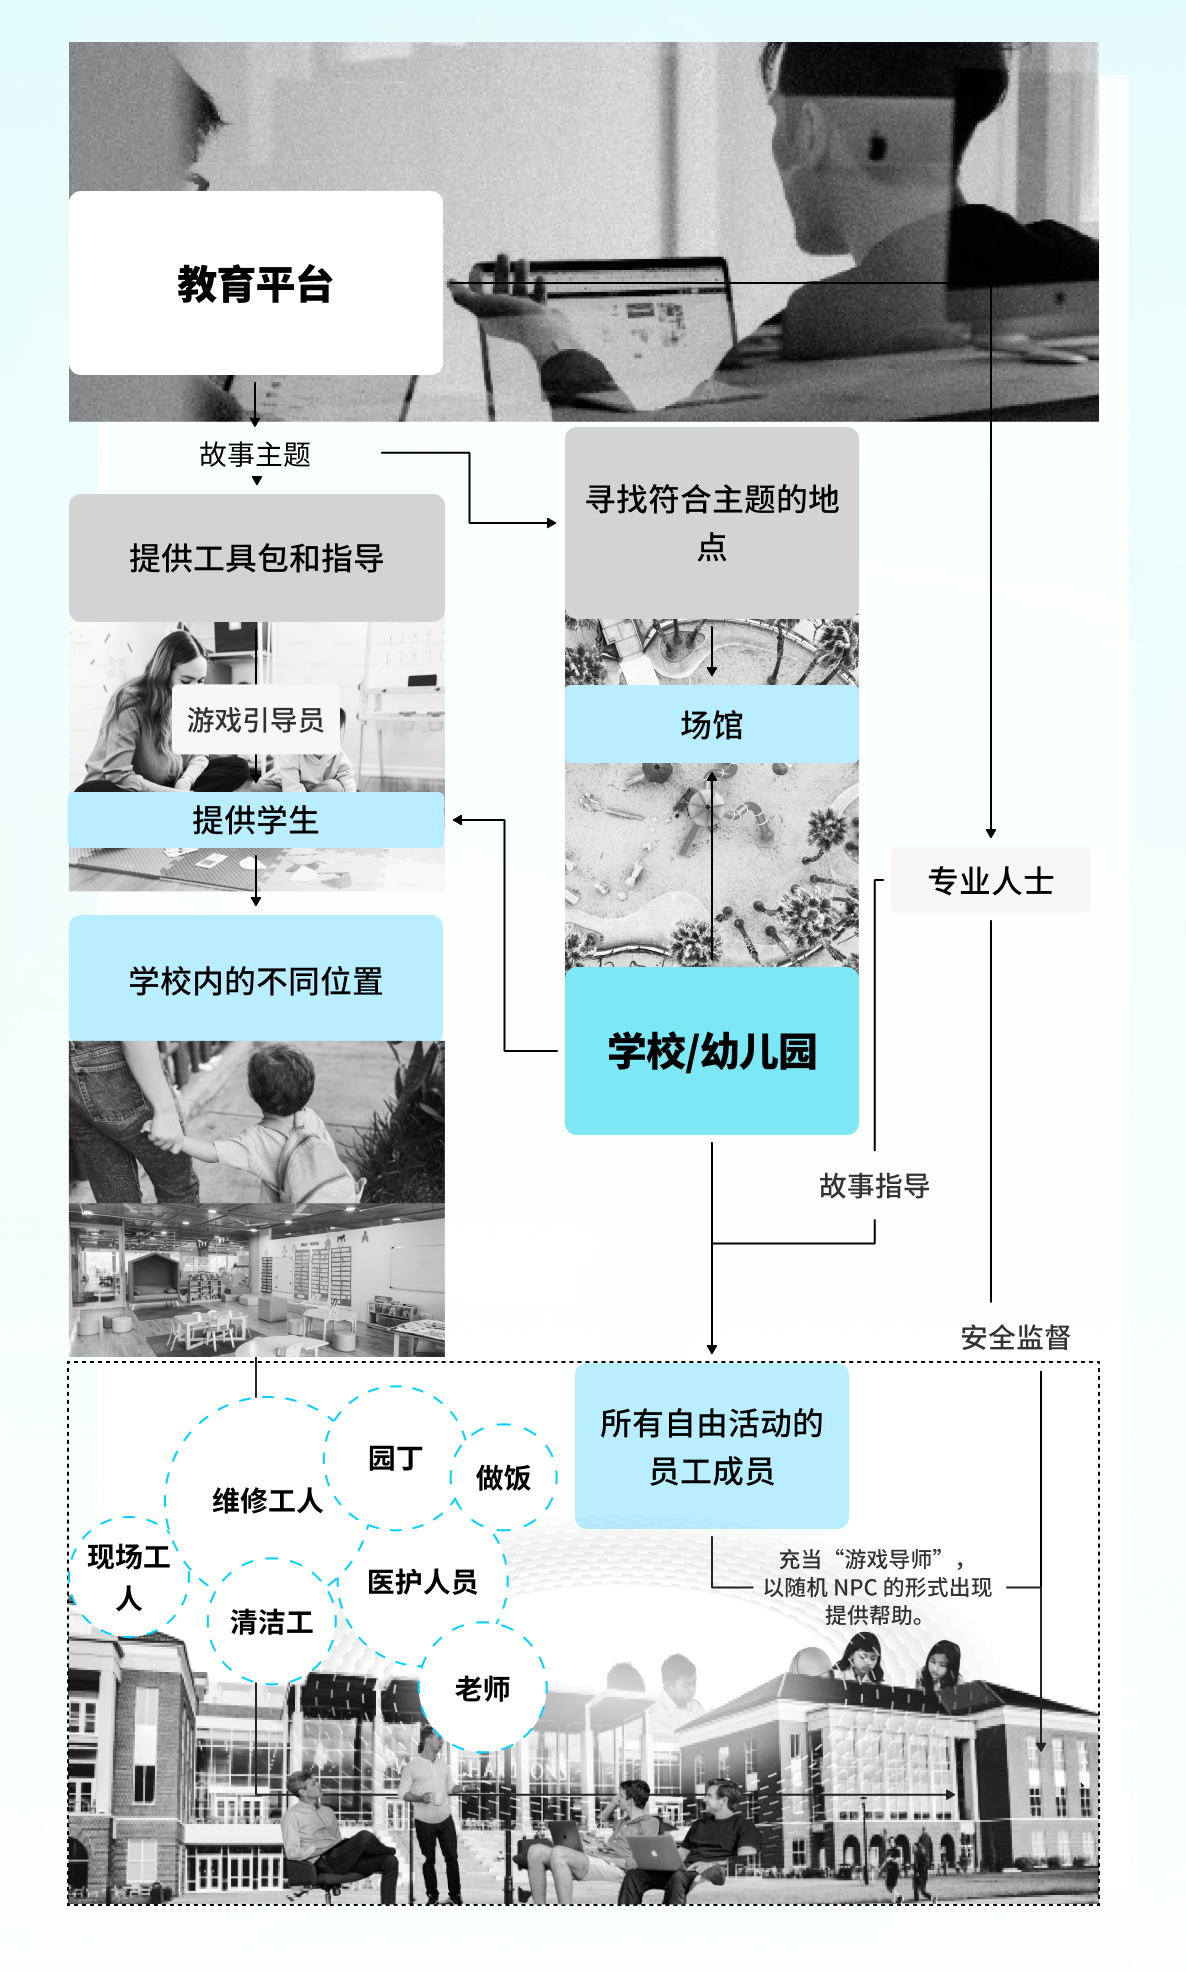 教育平台
故事主题
提供工具包和指导
游戏引导员
提供学生
学校内的不同位置
寻找符合主题的地
点
场馆
学校/幼儿园
专业人士
故事指导
安全监督
所有自由活动的
员工成员
充当“游戏导师”，
以随机 NPC 的形式出现
提供帮助。
园丁
做饭
维修工人
现场工
人
医护人员
清洁工
老师